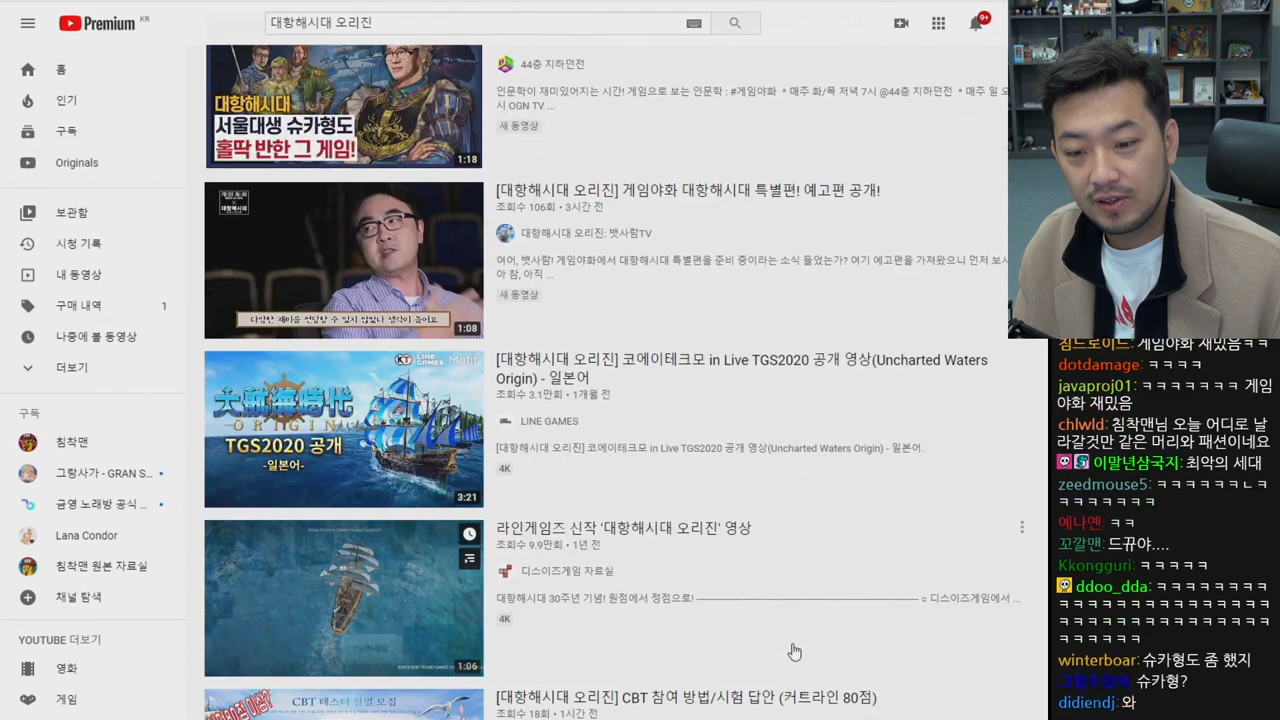 Premium KR
대항해시대 오리진
9+
홈
인기
구독
Originals
보관함
시청 기록
내 동영상
구매 내역 1
나중에 볼 동영상
더보기
구독
침착맨
그랑사가 - GRAN S...
금영 노래방 공식 ...
Lana Condor
침착맨 원본 자료실
채널 탐색
YOUTUBE 더보기
영화
게임
대항해시대
서울대생 슈카형도
홀딱 반한 그 게임!
1:18
44층 지하던전
인문학이 재미있어지는 시간! 게임으로 보는 인문학 : #게임야화 * 매주 화/목 저녁 7시 @44층 지하던전 * 매주 일 오
시 OGN TV ...
새 동영상
대항해시대
1:08
[대항해시대 오리진] 게임야화 대항해시대 특별편! 예고편 공개!
조회수 106회 • 3시간 전
대항해시대 오리진: 뱃사람TV
여어, 뱃사람! 게임야화에서 대항해시대 특별편을 준비 중이라는 소식 들었는가? 여기 예고편을 가져왔으니 먼저 보시
아 참, 아직 ...
새 동영상
KT LINE GAMES Motif
大航海時代
ORIGIN
TGS2020 공개
-일본어-
3:21
[대항해시대 오리진] 코에이테크모 in Live TGS2020 공개 영상(Uncharted Waters
Origin) - 일본어
조회수 3.1만회 • 1개월 전
LINE GAMES
[대항해시대 오리진] 코에이테크모 in Live TGS2020 공개 영상(Uncharted Waters Origin) - 일본어.
4K
1:06
라인게임즈 신작 '대항해시대 오리진' 영상
조회수 9.9만회 • 1년 전
디스이즈게임 자료실
대항해시대 30주년 기념! 원점에서 정점으로! ────────── ○ 디스이즈게임에서 ...
4K
CBT 테스터 선별 모집
[대항해시대 오리진] CBT 참여 방법/시험 답안 (커트라인 80점)
조회수 18회 • 1시간 전
침드로이드: 게임야화 재밌음ㅋㅋ
dotdamage: ㅋㅋㅋㅋ
javaproj01: ㅋㅋㅋㅋㅋㅋㅋ 게임
야화 재밌음
chlwld: 침착맨님 오늘 어디로 날
라갈것만 같은 머리와 패션이네요
이말년삼국지: 최악의 세대
zeedmouse5: ㅋㅋㅋㅋㅋㅋㄴㅋ
ㅋㅋㅋㅋㅋㅋㅋ
예나옌: ㅋㅋ
꼬깔맨: 드뀨야....
Kkongguri: ㅋㅋㅋㅋㅋ
ddoo_dda: ㅋㅋㅋㅋㅋㅋㅋㅋ
ㅋㅋㅋㅋㅋㅋㅋㅋㅋㅋㅋㅋㅋㅋ
ㅋㅋㅋㅋㅋㅋㅋㅋㅋㅋㅋㅋㅋㅋ
ㅋㅋㅋㅋㅋㅋ
winterboar: 슈카형도 좀 했지
슈카형?
didiendj: 와